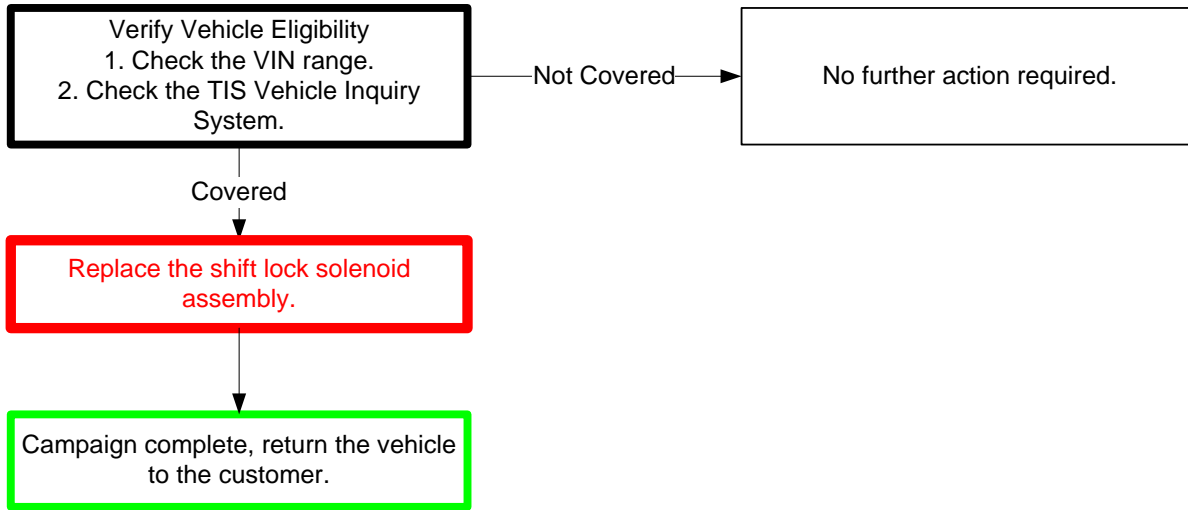 Verify Vehicle Eligibility
1. Check the VIN range.
2. Check the TIS Vehicle Inquiry
System.
Not Covered
No further action required.
Covered
Replace the shift lock solenoid
assembly.
Campaign complete, return the vehicle
to the customer.